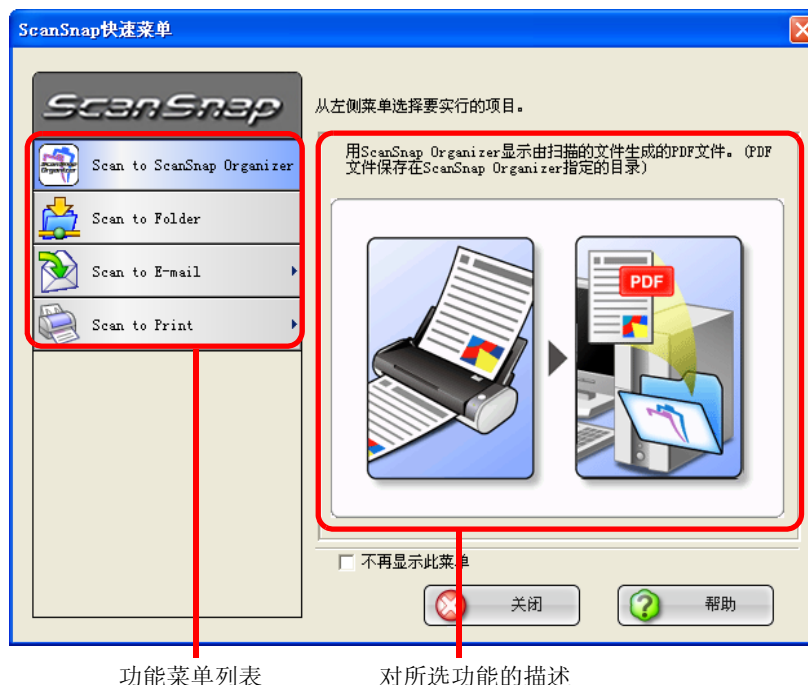 ScanSnap快速菜单
ScanSnap
从左侧菜单选择要实行的项目。
Scan to ScanSnap Organizer
Scan to Folder
Scan to E-mail
Scan to Print
用ScanSnap Organizer显示由扫描的文件生成的PDF文件。(PDF
文件保存在ScanSnap Organizer指定的目录)
PDF
不再显示此菜单
关闭
帮助
功能菜单列表
对所选功能的描述